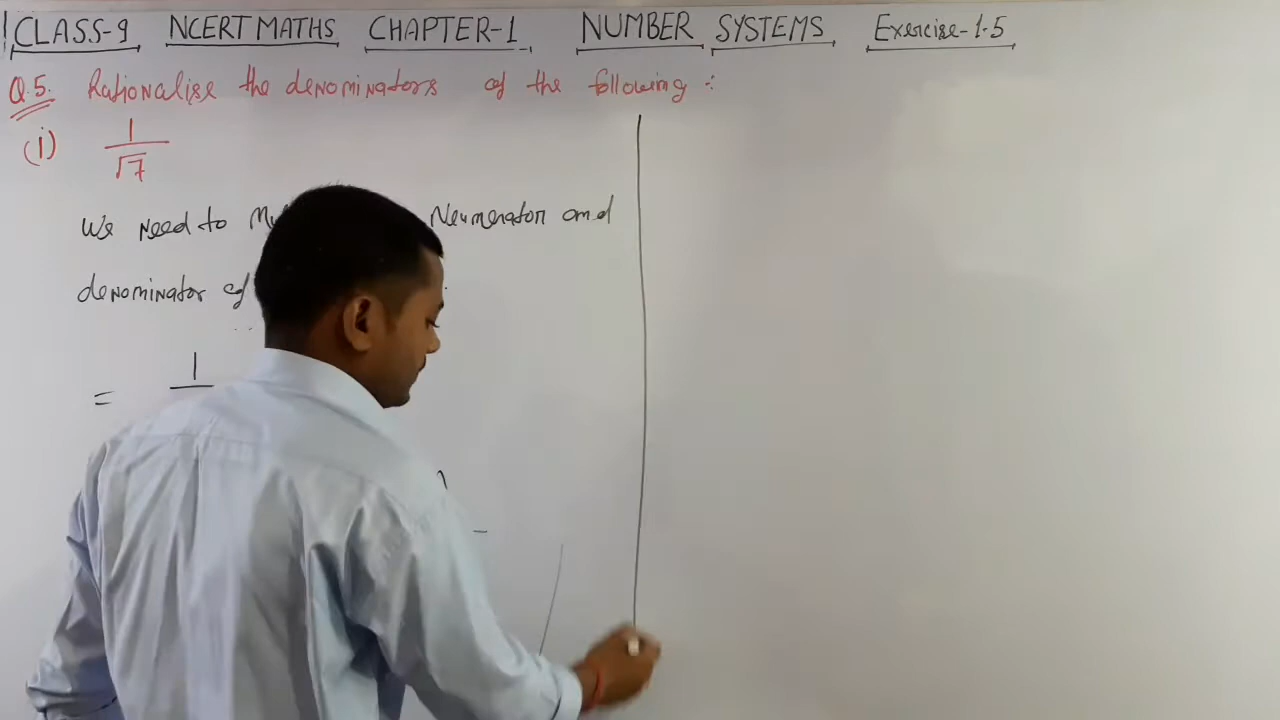 CLASS-9 NCERT MATHS CHAPTER-1 NUMBER SYSTEMS Exercise-1.5
Q.5. Rationalise the denominators of the following :
(i) 1/√7
We need to Neumerator and
denominator of
= 1